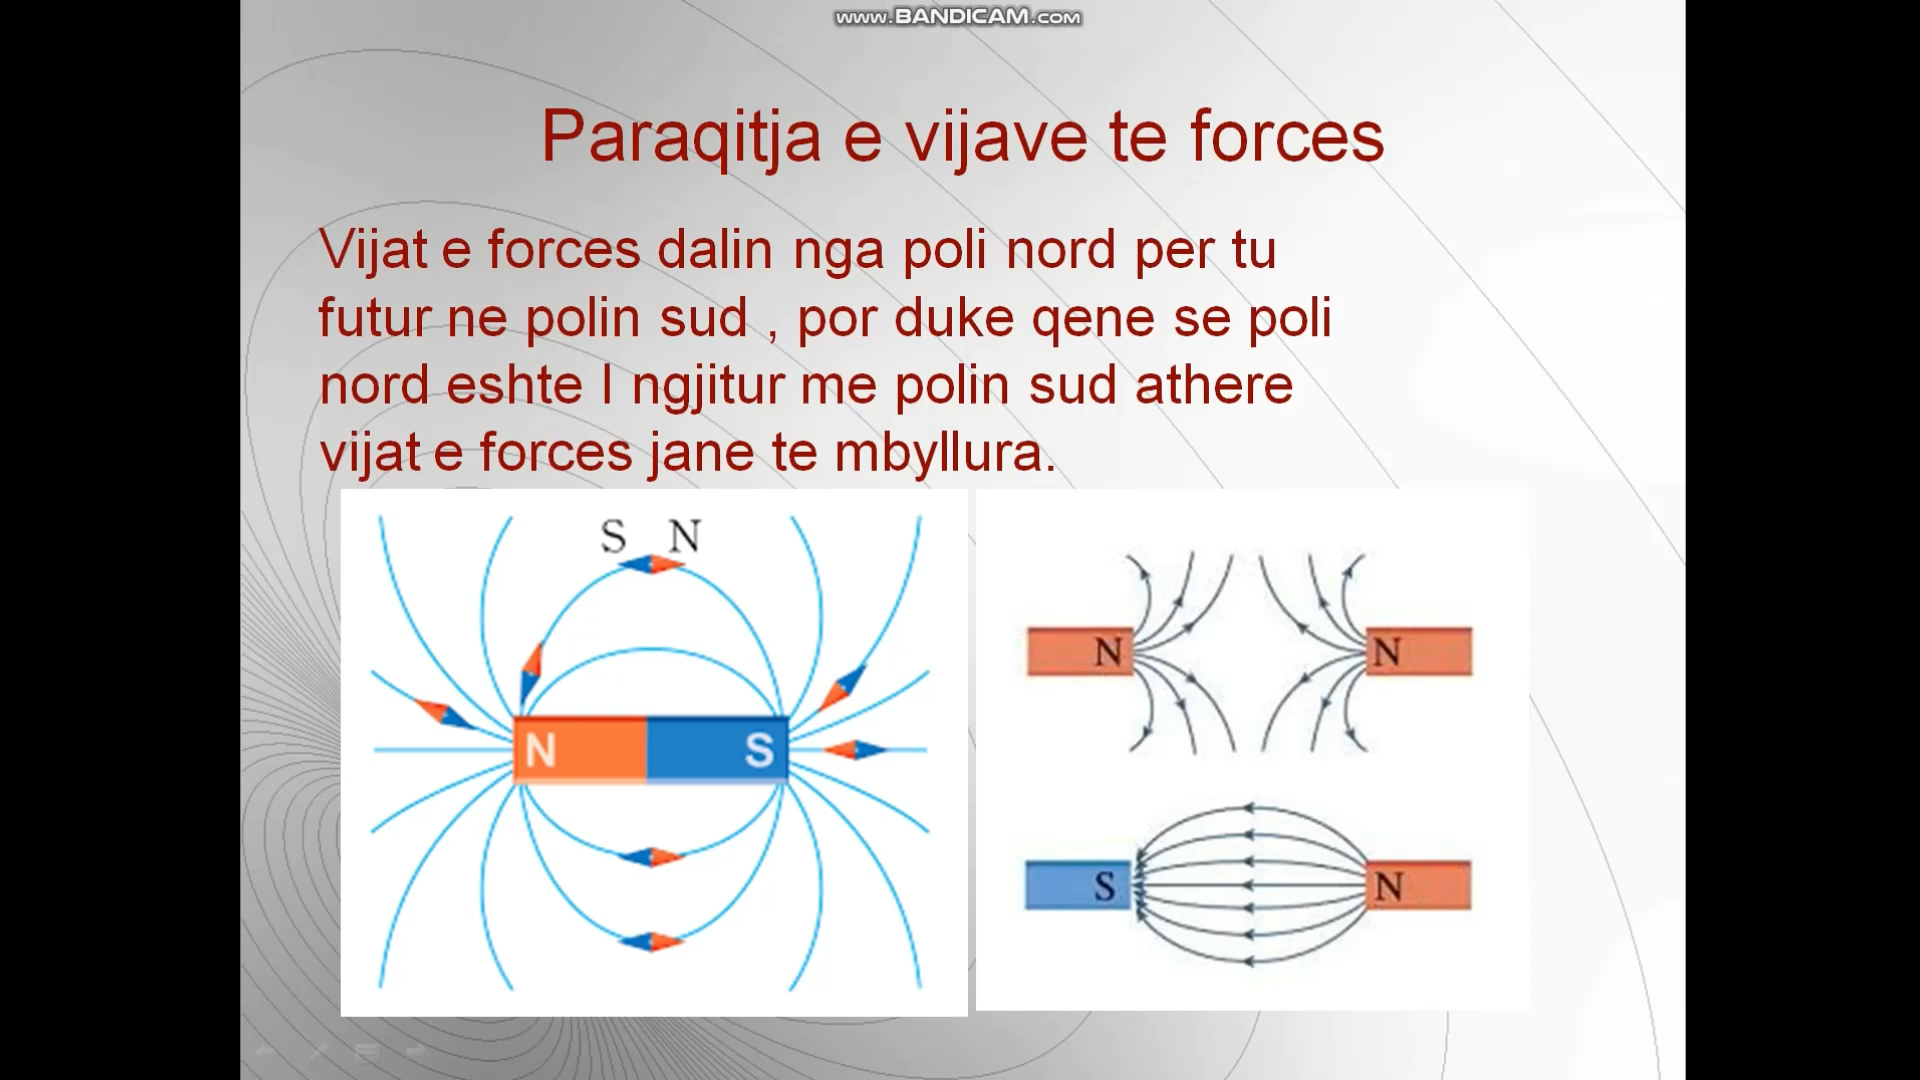 www.BANDICAM.com
Paraqitja e vijave te forces
Vijat e forces dalin nga poli nord per tu
futur ne polin sud , por duke qene se poli
nord eshte I ngjitur me polin sud athere
vijat e forces jane te mbyllura.
S N
N S
N N
S N